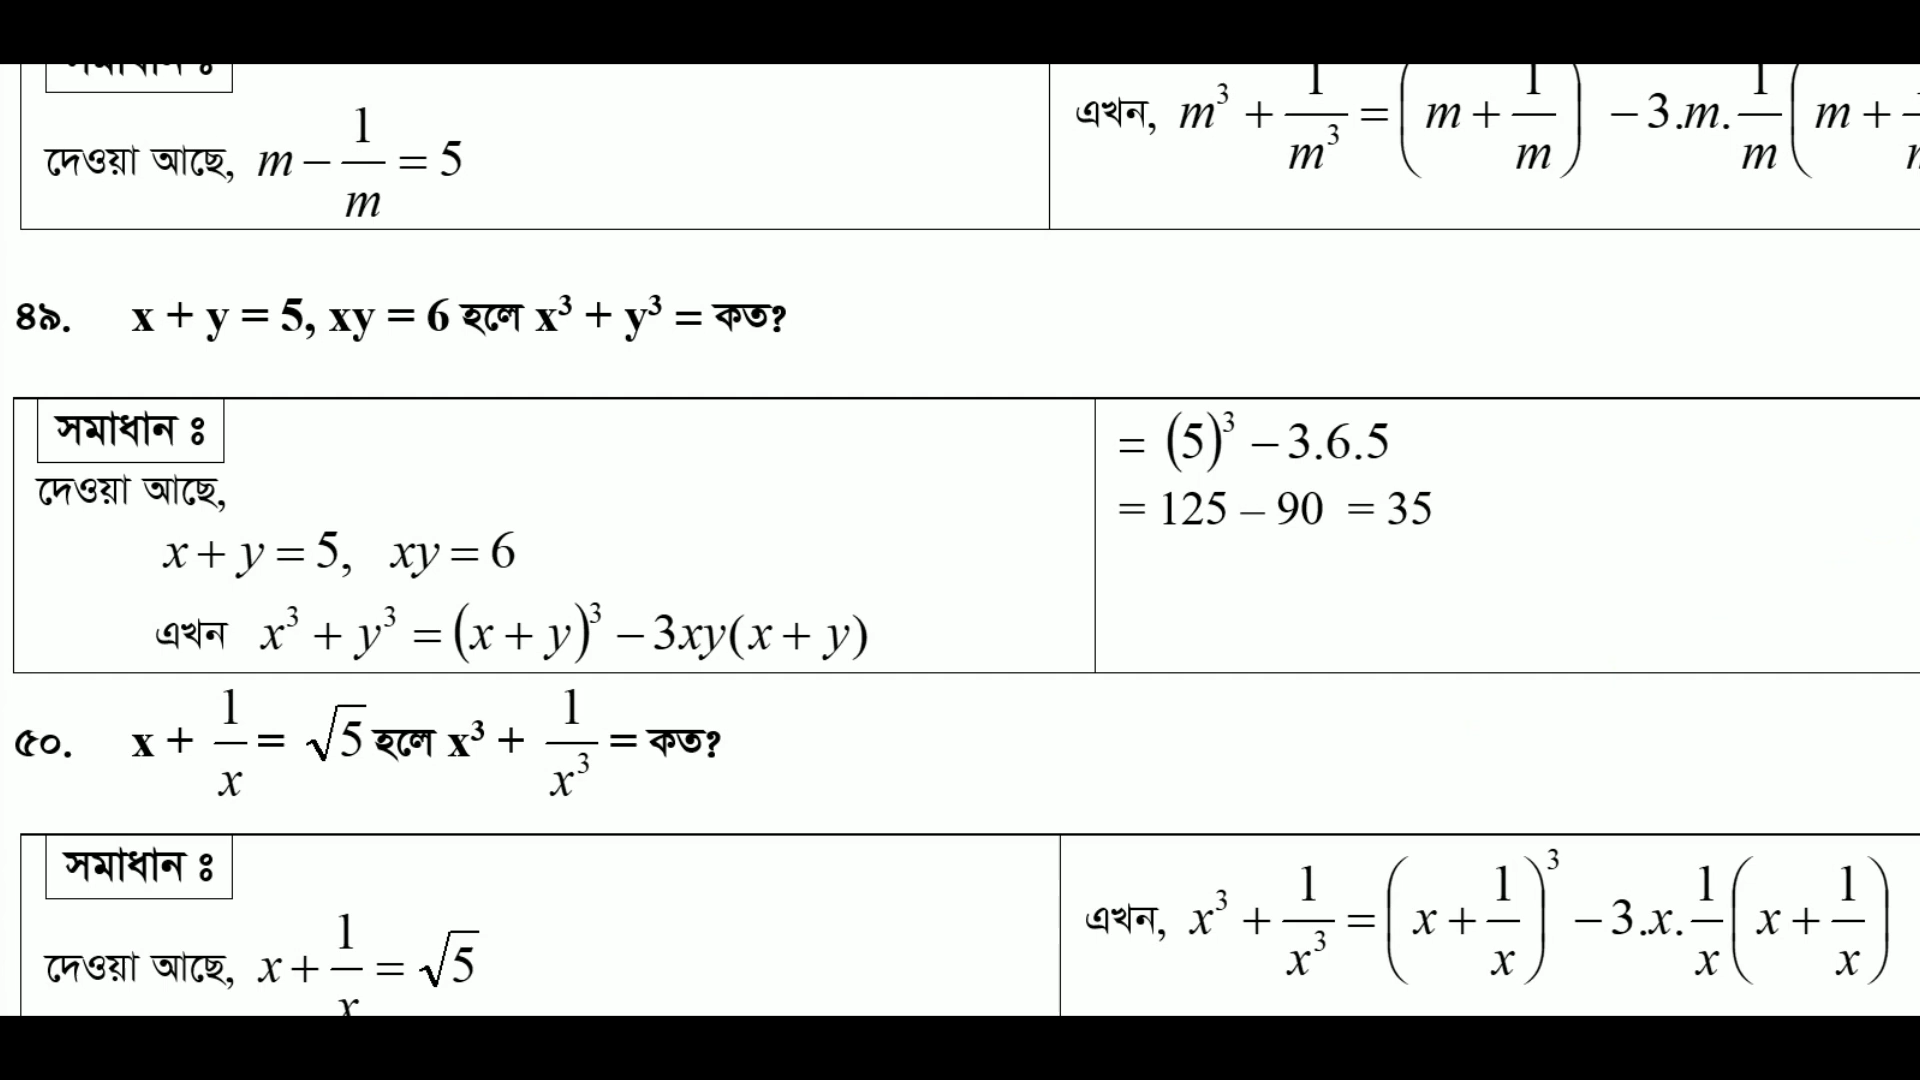 দেওয়া আছে, m - 1/m = 5
এখন, m³ + 1/m³ = (m + 1/m) - 3.m.1/m (m +
৪৯. x + y = 5, xy = 6 হলে x³ + y³ = কত?
সমাধান ঃ
দেওয়া আছে,
x + y = 5, xy = 6
এখন x³ + y³ = (x + y)³ - 3xy(x + y)
= (5)³ - 3.6.5
= 125 – 90 = 35
৫০. x + 1/x = √5 হলে x³ + 1/x³ = কত?
সমাধান ঃ
দেওয়া আছে, x + 1/x = √5
এখন, x³ + 1/x³ = (x + 1/x)³ - 3.x.1/x (x + 1/x)